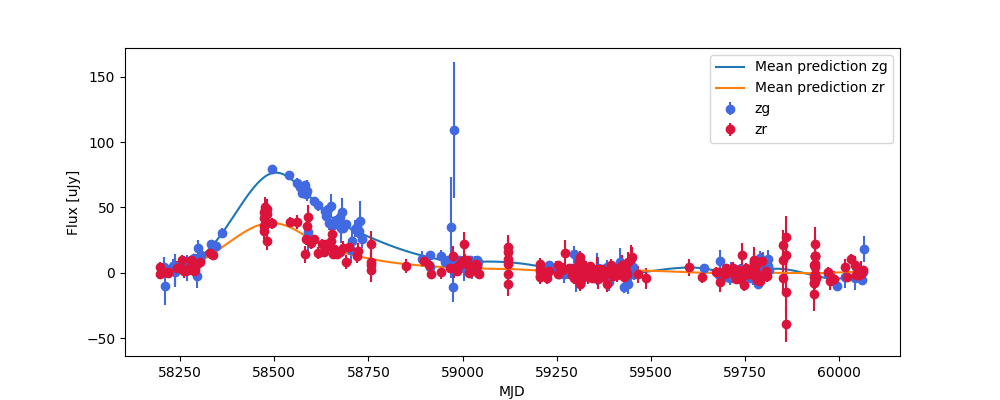 Mean prediction zg
Mean prediction zr
zg
zr
150
100
50
0
−50
Flux [uJy]
58250
58500
58750
59000
59250
59500
59750
60000
MJD